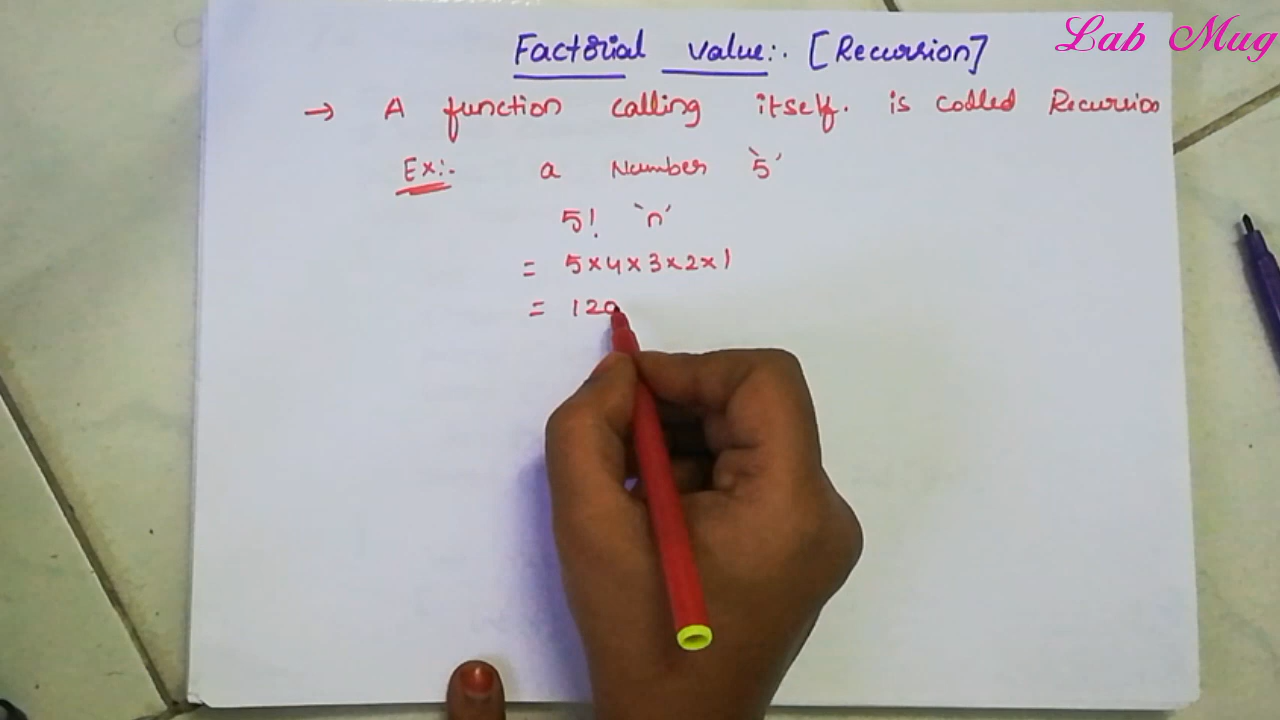 Lab Mug
Factorial value:. [Recursion]
→ A function calling itself. is called Recursion
Ex:- a Number '5'
5! 'n'
= 5×4×3×2×1
= 120